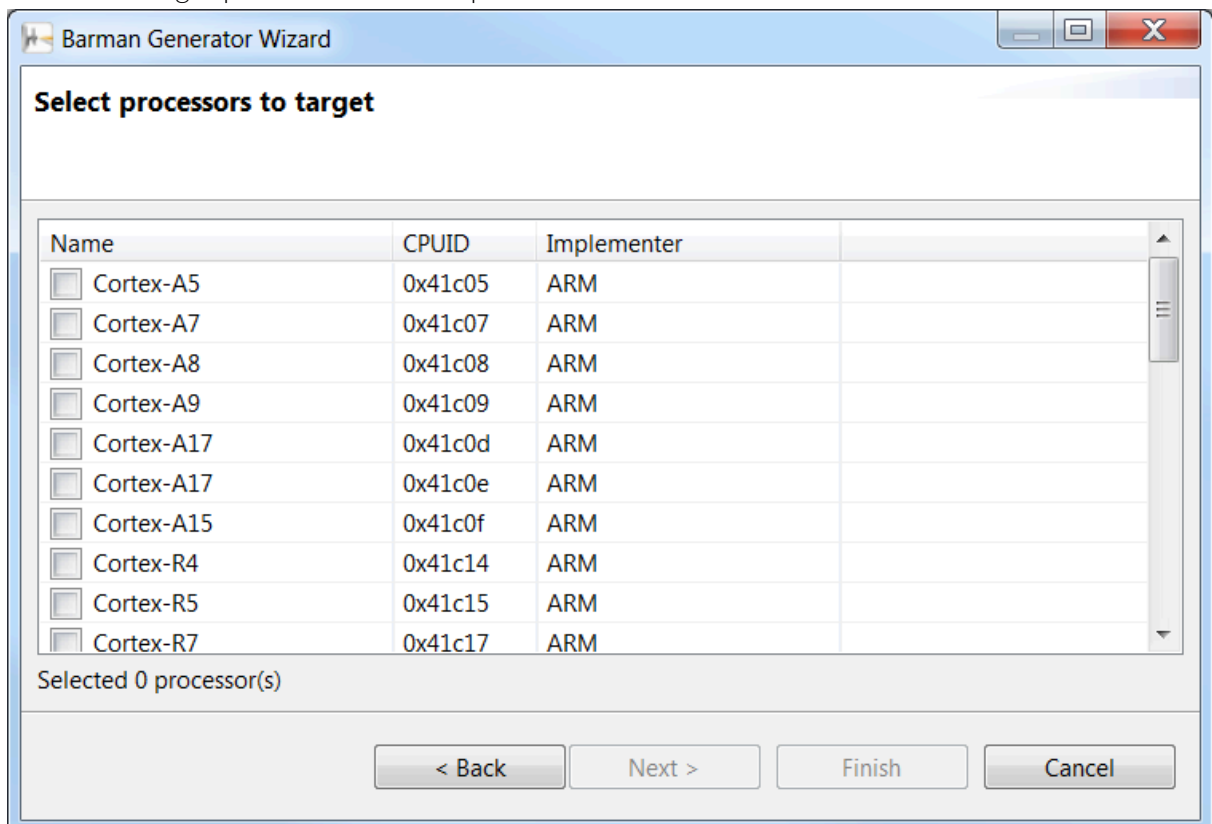 Barman Generator Wizard
Select processors to target
Name CPUID Implementer
Cortex-A5 0x41c05 ARM
Cortex-A7 0x41c07 ARM
Cortex-A8 0x41c08 ARM
Cortex-A9 0x41c09 ARM
Cortex-A17 0x41c0d ARM
Cortex-A17 0x41c0e ARM
Cortex-A15 0x41c0f ARM
Cortex-R4 0x41c14 ARM
Cortex-R5 0x41c15 ARM
Cortex-R7 0x41c17 ARM
Selected 0 processor(s)
< Back Next > Finish Cancel